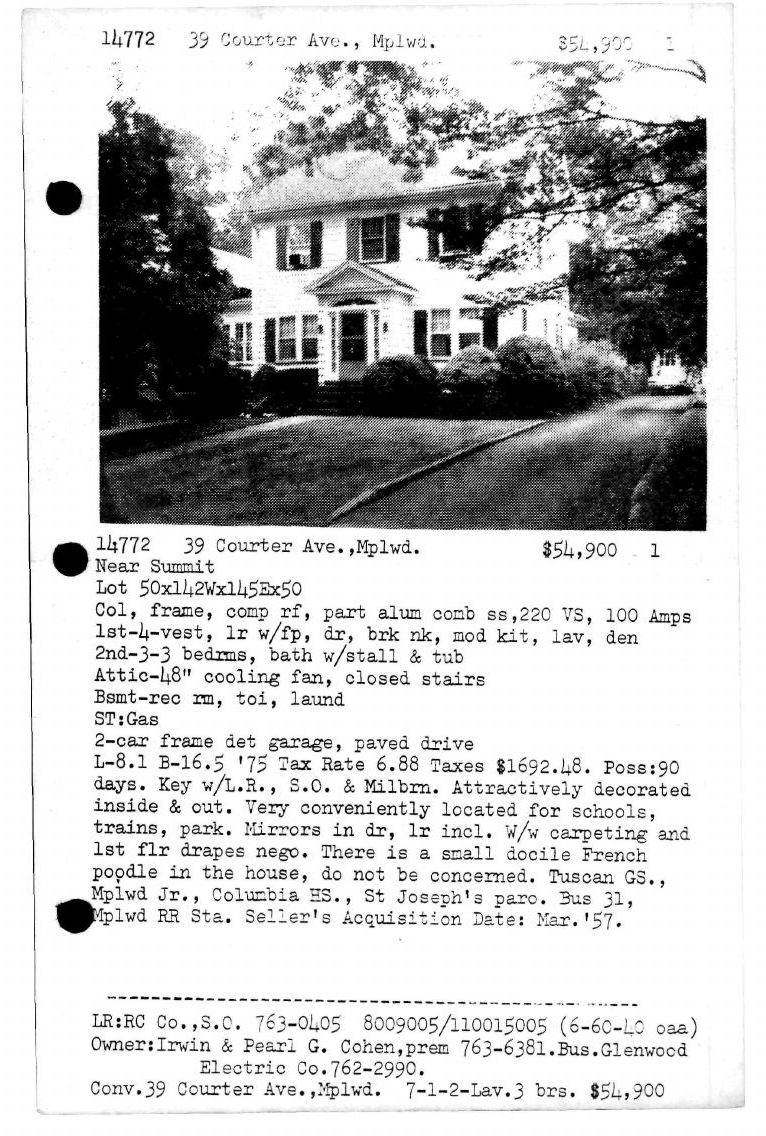 14772 39 Courter Ave., Mplwd. $54,900 1
14772 39 Courter Ave.,Mplwd. $54,900 1
Near Summit
Lot 50x142Wx145Ex50
Col, frame, comp rf, part alum comb ss,220 VS, 100 Amps
1st-4-vest, lr w/fp, dr, brk nk, mod kit, lav, den
2nd-3-3 bedrms, bath w/stall & tub
Attic-48" cooling fan, closed stairs
Bsmt-rec rm, toi, laund
ST:Gas
2-car frame det garage, paved drive
L-8.1 B-16.5 '75 Tax Rate 6.88 Taxes $1692.48. Poss:90
days. Key w/L.R., S.O. & Milbrn. Attractively decorated
inside & out. Very conveniently located for schools,
trains, park. Mirrors in dr, lr incl. W/w carpeting and
1st flr drapes nego. There is a small docile French
poodle in the house, do not be concerned. Tuscan GS.,
Mplwd Jr., Columbia HS., St Joseph's paro. Bus 31,
Mplwd RR Sta. Seller's Acquisition Date: Mar.'57.
LR:RC Co.,S.O. 763-0405 8009005/110015005 (6-60-40 oaa)
Owner:Irwin & Pearl G. Cohen,prem 763-6381.Bus.Glenwood
Electric Co.762-2990.
Conv.39 Courter Ave.,Mplwd. 7-1-2-Lav.3 brs. $54,900